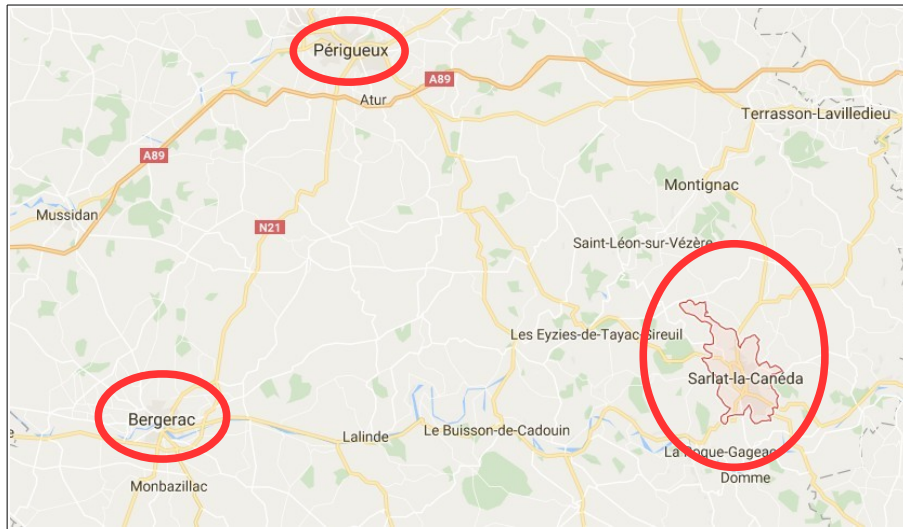 Périgueux
A89
Atur
Terrasson-Lavilledieu
A89
Montignac
Mussidan
N21
Saint-Léon-sur-Vézère
Les Eyzies-de-Tayac-Sireuil
Sarlat-la-Canéda
Bergerac
Le Buisson-de-Cadouin
Lalinde
La Roque-Gageac
Domme
Monbazillac